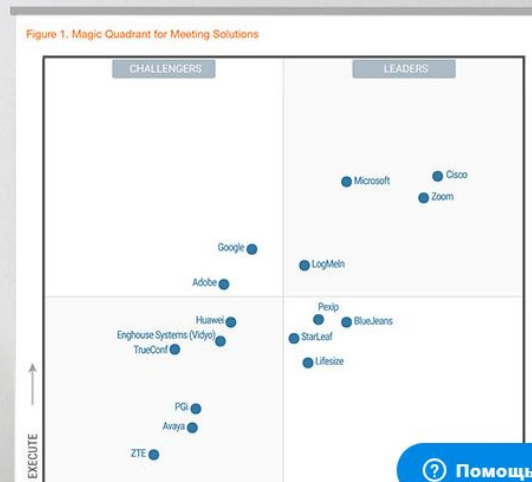 Figure 1. Magic Quadrant for Meeting Solutions
CHALLENGERS
LEADERS
Microsoft
Cisco
Zoom
Google
LogMeIn
Adobe
Pexip
Huawei
BlueJeans
Enghouse Systems (Vidyo)
StarLeaf
TrueConf
Lifesize
PGi
Avaya
ZTE
EXECUTE
Помощь